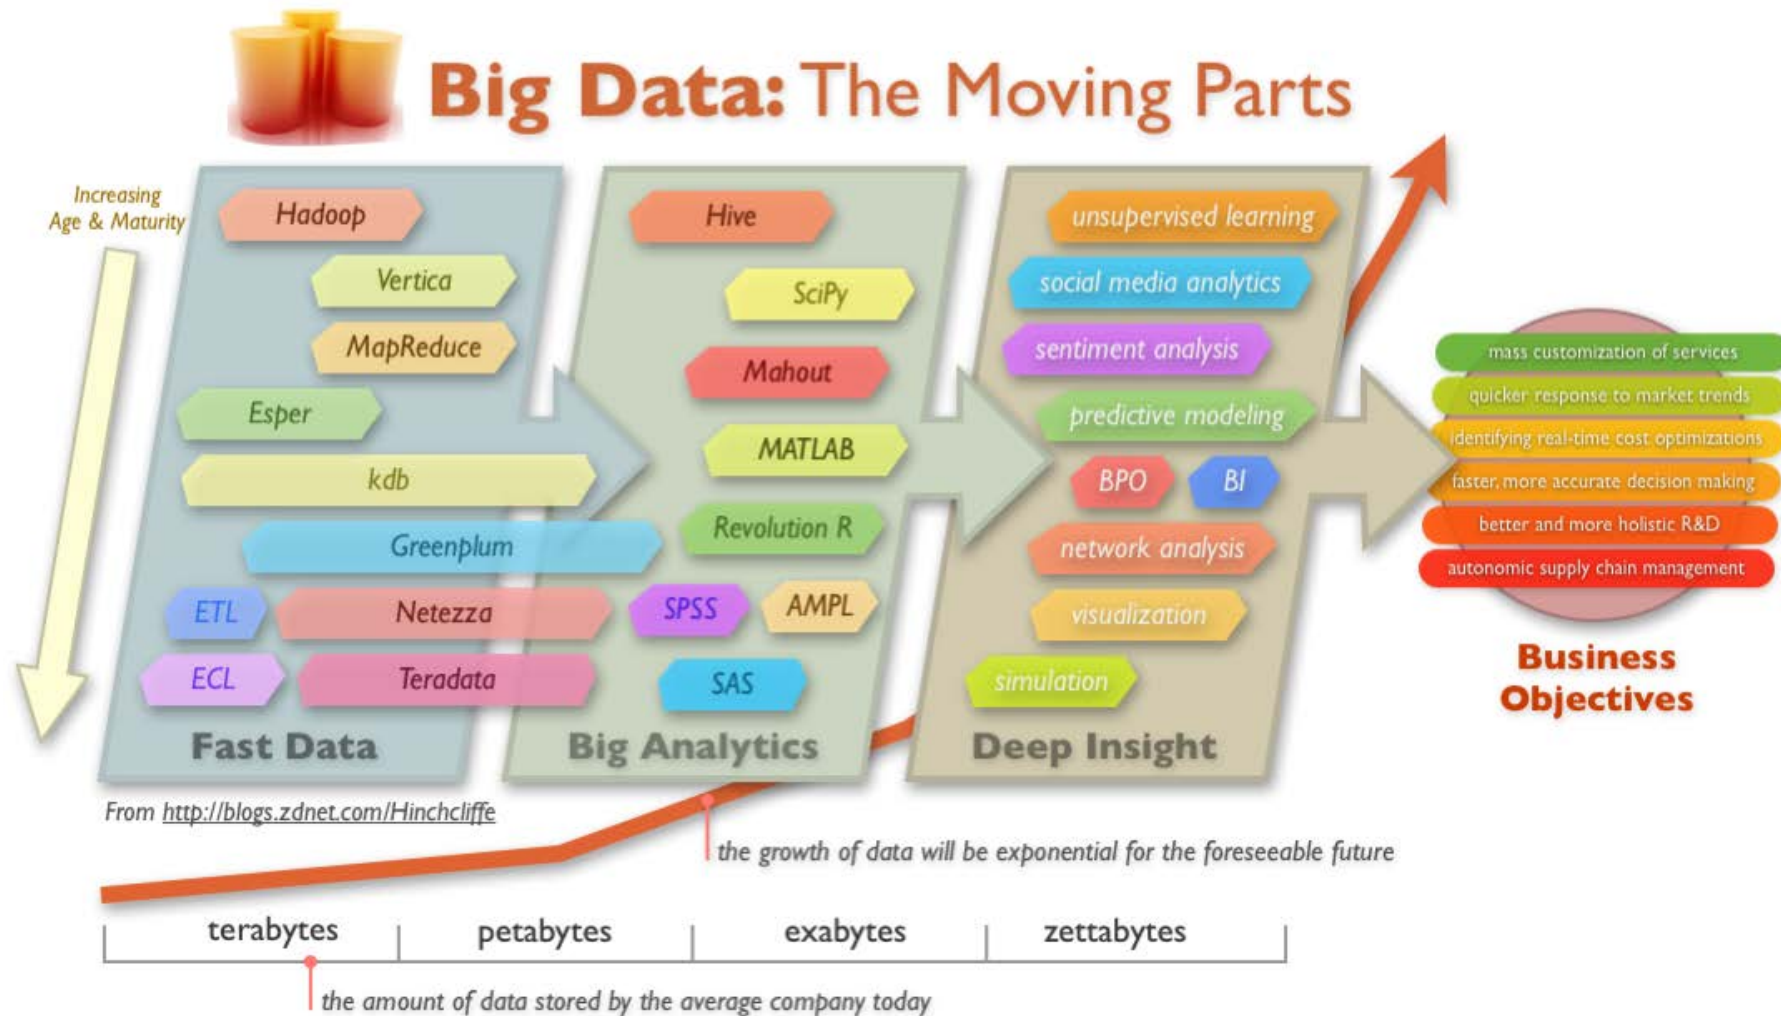 Big Data: The Moving Parts
Increasing
Age & Maturity
Hadoop
Vertica
MapReduce
Esper
kdb
Greenplum
ETL
Netezza
ECL
Teradata
Fast Data
Hive
SciPy
Mahout
MATLAB
Revolution R
SPSS
AMPL
SAS
Big Analytics
unsupervised learning
social media analytics
sentiment analysis
predictive modeling
BPO
BI
network analysis
visualization
simulation
Deep Insight
mass customization of services
quicker response to market trends
identifying real-time cost optimizations
faster, more accurate decision making
better and more holistic R&D
autonomic supply chain management
Business
Objectives
From http://blogs.zdnet.com/Hinchcliffe
the growth of data will be exponential for the foreseeable future
terabytes
petabytes
exabytes
zettabytes
the amount of data stored by the average company today